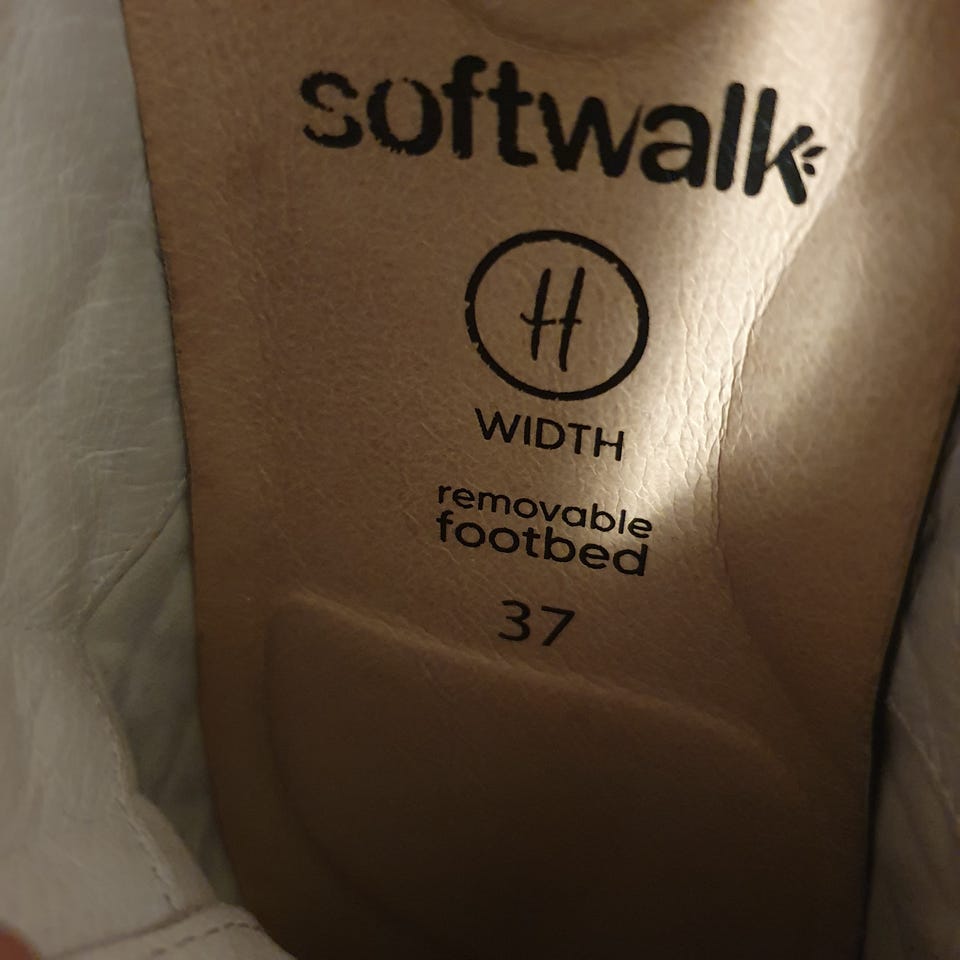 softwalk
H
WIDTH
removable
footbed
37